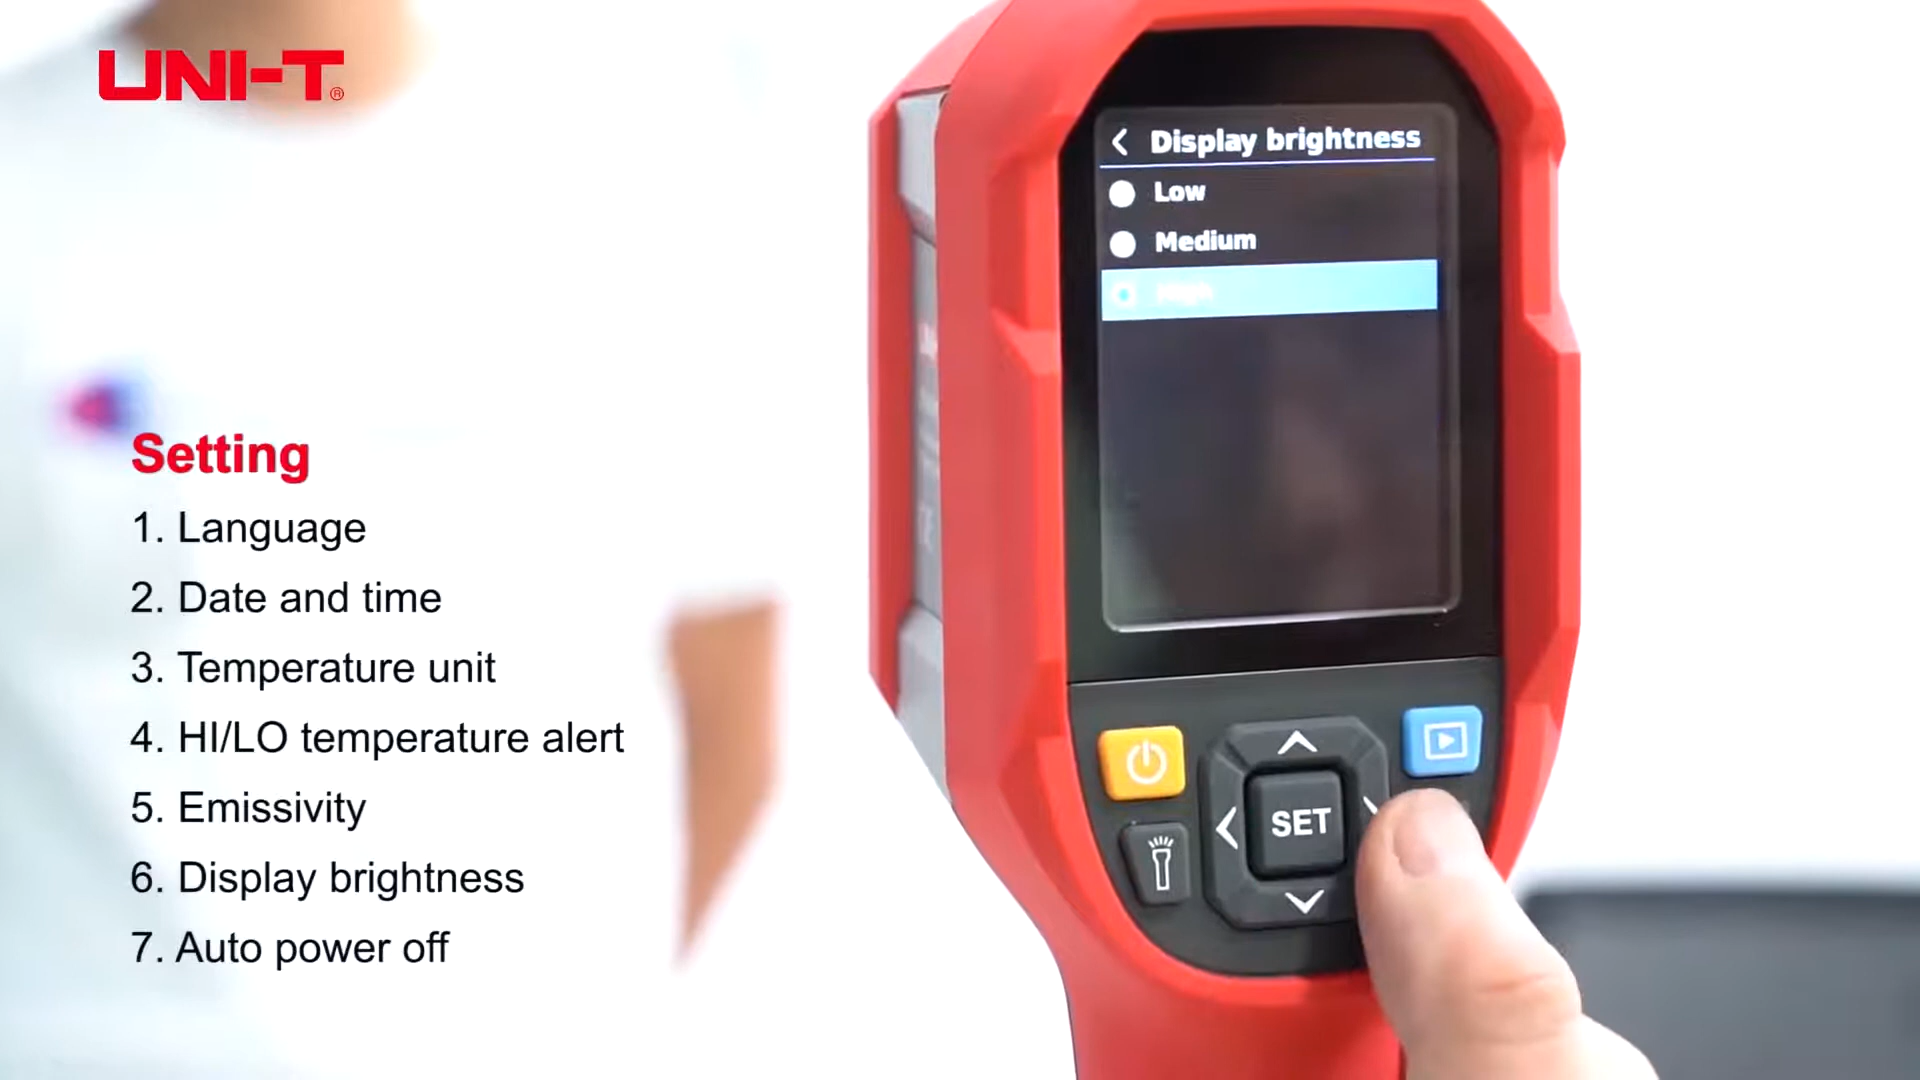 UNI-T®
Display brightness
Low
Medium
High
Setting
1. Language
2. Date and time
3. Temperature unit
4. HI/LO temperature alert
5. Emissivity
6. Display brightness
7. Auto power off
SET